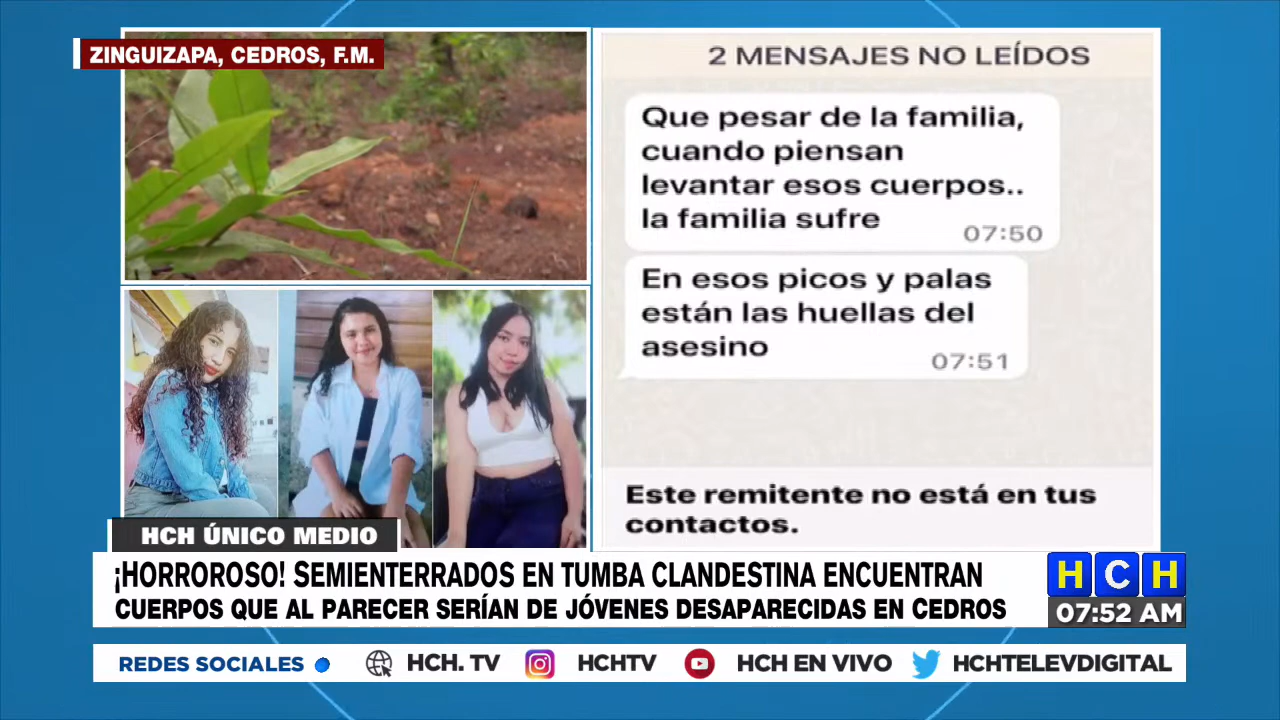 ZINGUIZAPA, CEDROS, F.M.
2 MENSAJES NO LEÍDOS
Que pesar de la familia,
cuando piensan
levantar esos cuerpos..
la familia sufre
07:50
En esos picos y palas
están las huellas del
asesino
07:51
Este remitente no está en tus
contactos.
HCH ÚNICO MEDIO
¡HORROROSO! SEMIENTERRADOS EN TUMBA CLANDESTINA ENCUENTRAN
CUERPOS QUE AL PARECER SERÍAN DE JÓVENES DESAPARECIDAS EN CEDROS
HCH
07:52 AM
REDES SOCIALES HCH. TV HCHTV HCH EN VIVO HCHTELEVDIGITAL